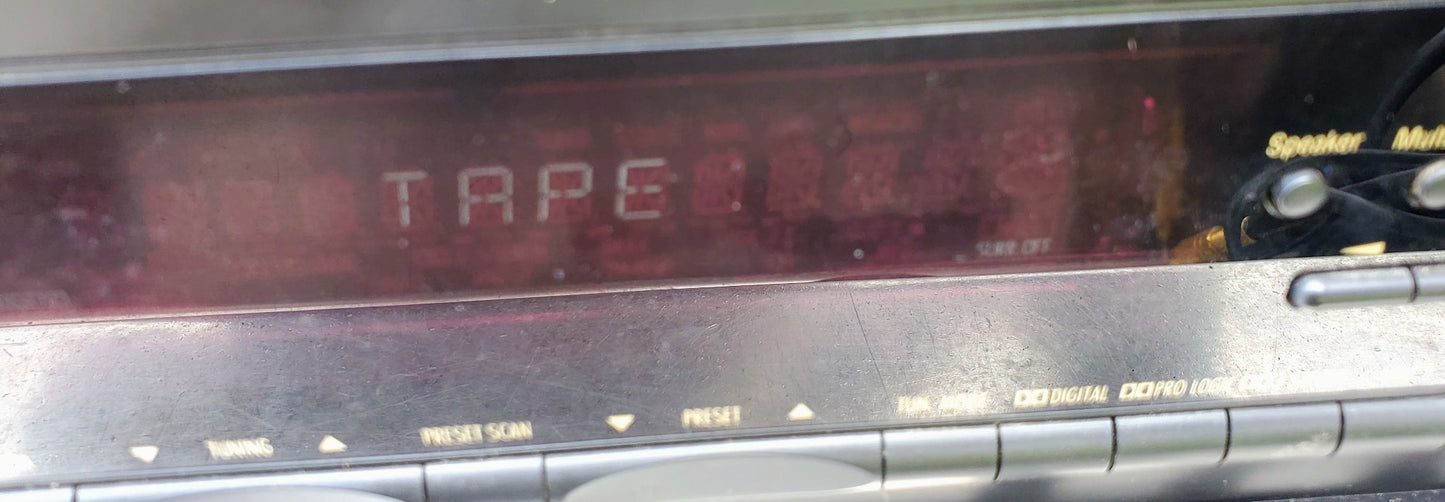 Speaker
TAPE
SURR. OFF
TUNING
PRESET SCAN
PRESET
DIGITAL
PRO LOGIC